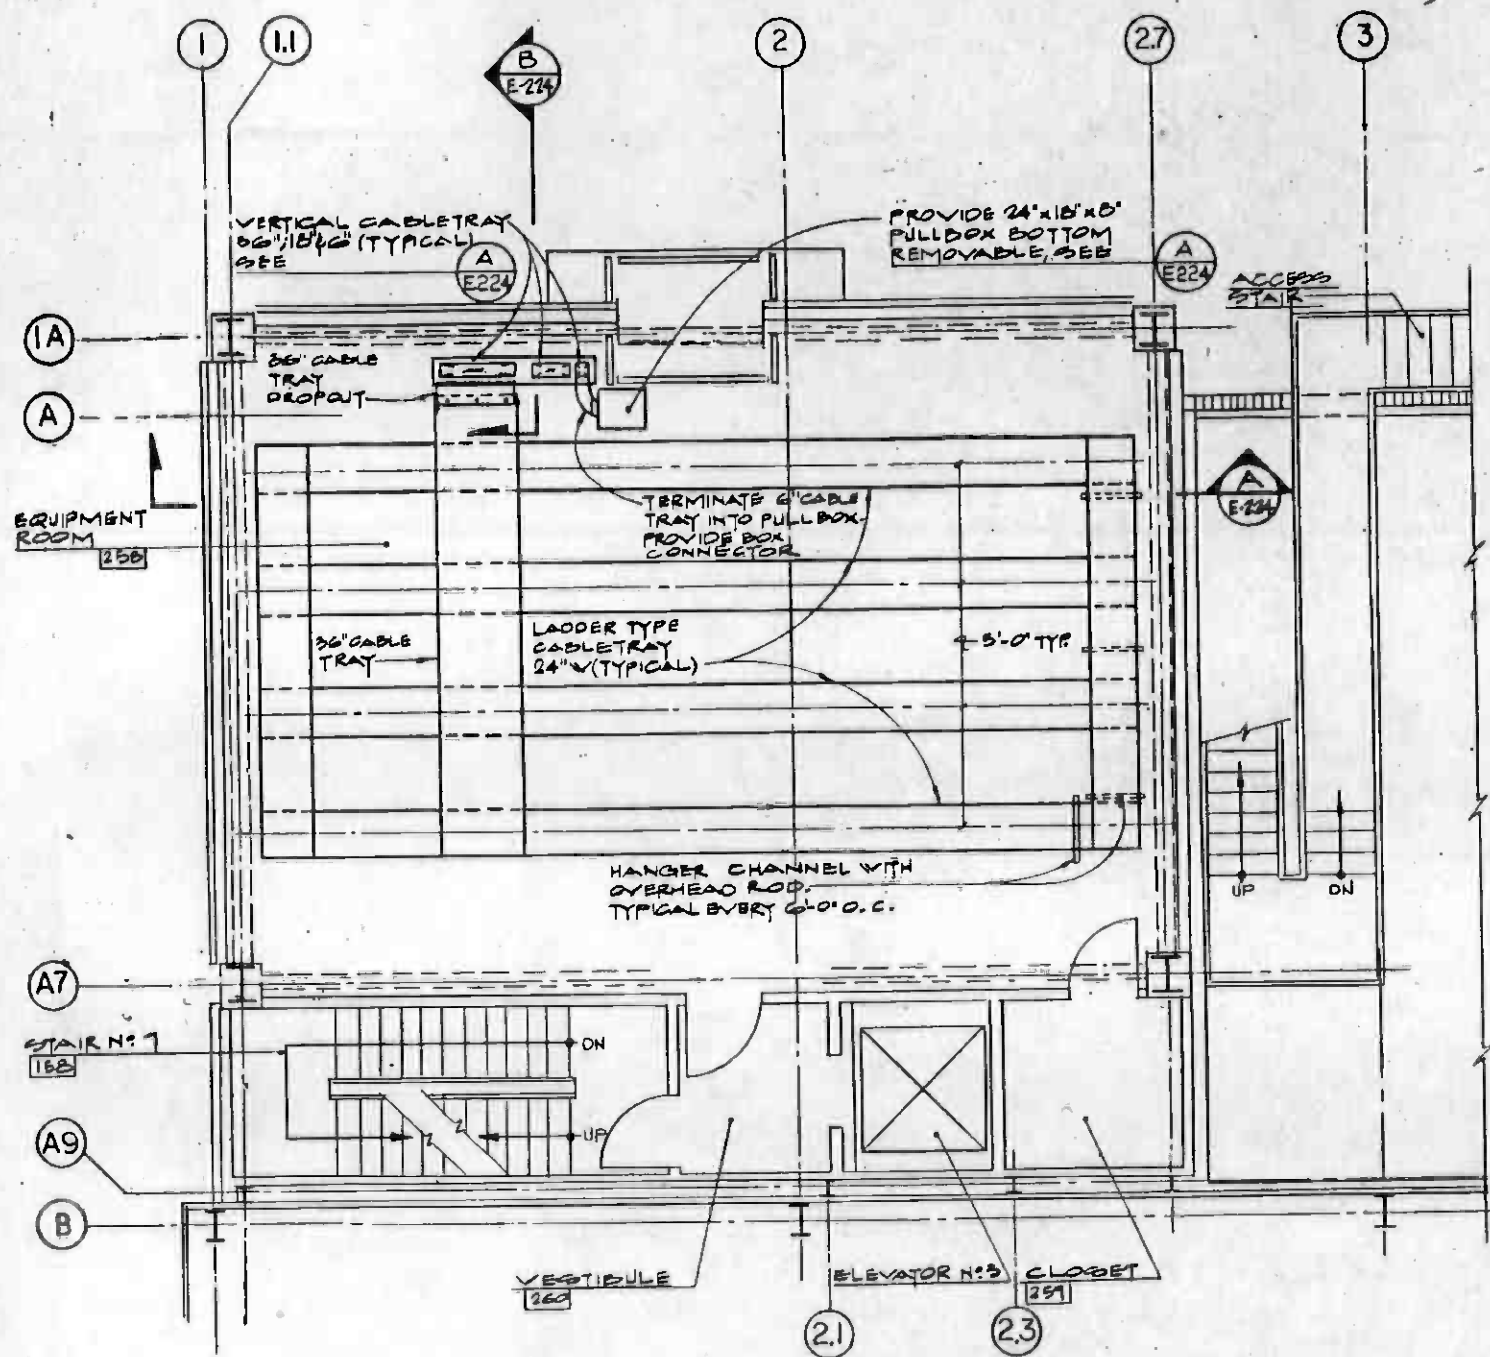 1
1.1
B
E-224
2
2.7
3
VERTICAL CABLETRAY
36",18"&6" (TYPICAL)
SEE
A
E224
PROVIDE 24"x18"x8"
PULLBOX BOTTOM
REMOVABLE, SEE
A
E224
ACCESS
STAIR
1A
36" CABLE
TRAY
DROPOUT
A
EQUIPMENT
ROOM
258
TERMINATE 6" CABLE
TRAY INTO PULLBOX
PROVIDE BOX
CONNECTOR
A
E-224
36" CABLE
TRAY
LADDER TYPE
CABLETRAY
24" W (TYPICAL)
5'-0" TYP.
HANGER CHANNEL WITH
OVERHEAD ROD.
TYPICAL EVERY 6'-0" O.C.
UP
DN
A7
STAIR Nº 7
158
DN
UP
A9
B
VESTIBULE
260
ELEVATOR Nº3
CLOSET
259
2.1
2.3